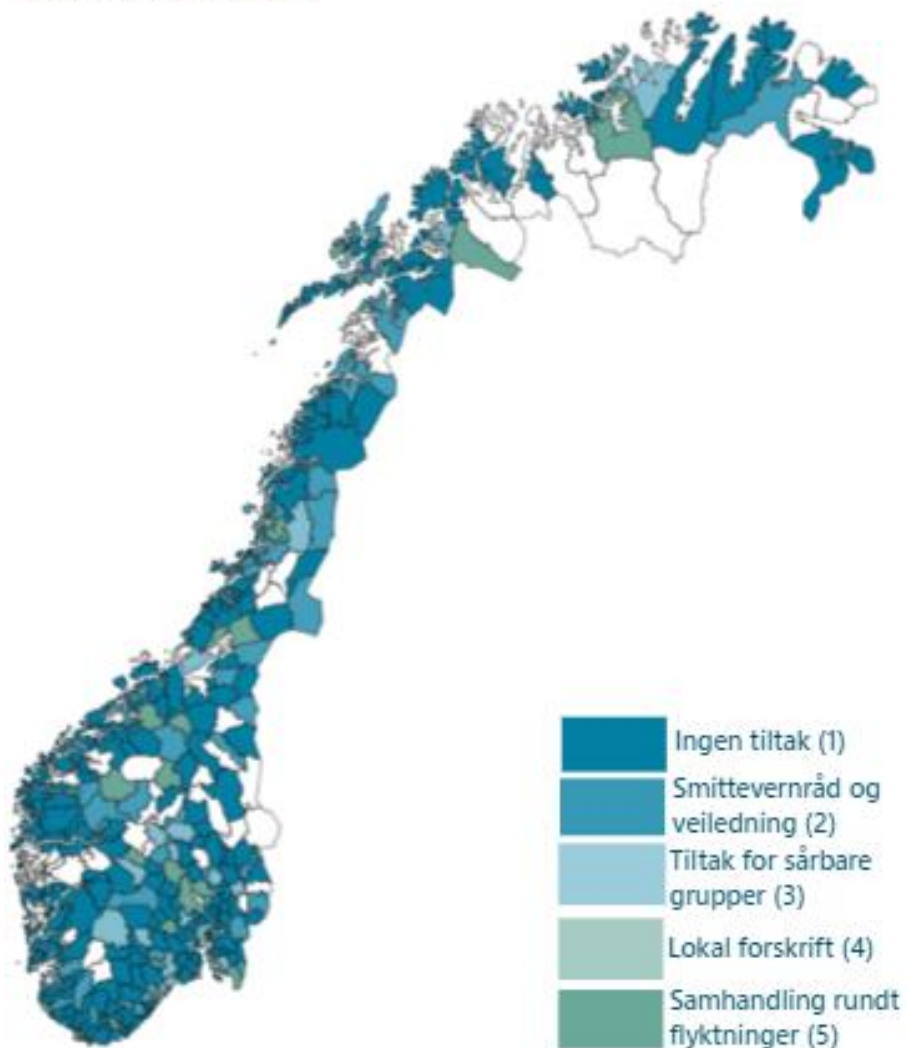 Ingen tiltak (1)
Smittevernråd og
veiledning (2)
Tiltak for sårbare
grupper (3)
Lokal forskrift (4)
Samhandling rundt
flyktninger (5)